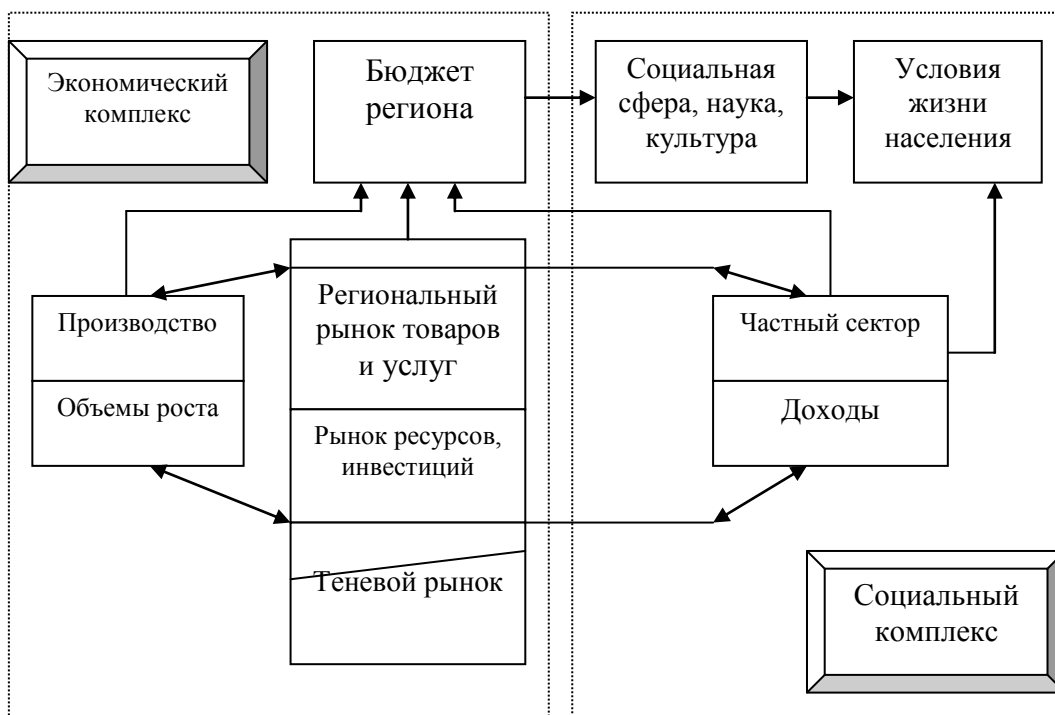 Экономический
комплекс
Бюджет
региона
Социальная
сфера, наука,
культура
Условия
жизни
населения
Производство
Объемы роста
Региональный
рынок товаров
и услуг
Рынок ресурсов,
инвестиций
Теневой рынок
Частный сектор
Доходы
Социальный
комплекс